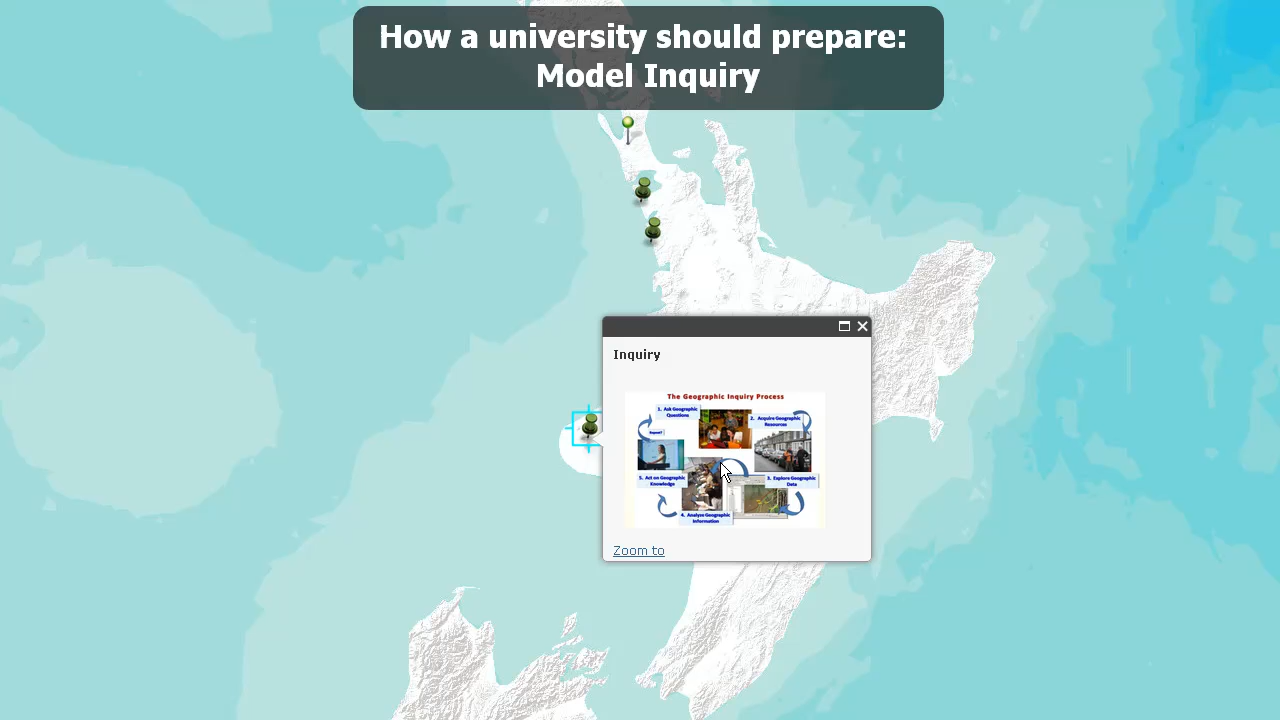 How a university should prepare:
Model Inquiry
Inquiry
The Geographic Inquiry Process
1. Ask Geographic
Questions
2. Acquire Geographic
Resources
Repeat?
5. Act on Geographic
Knowledge
3. Explore Geographic
Data
4. Analyze Geographic
Information
Zoom to